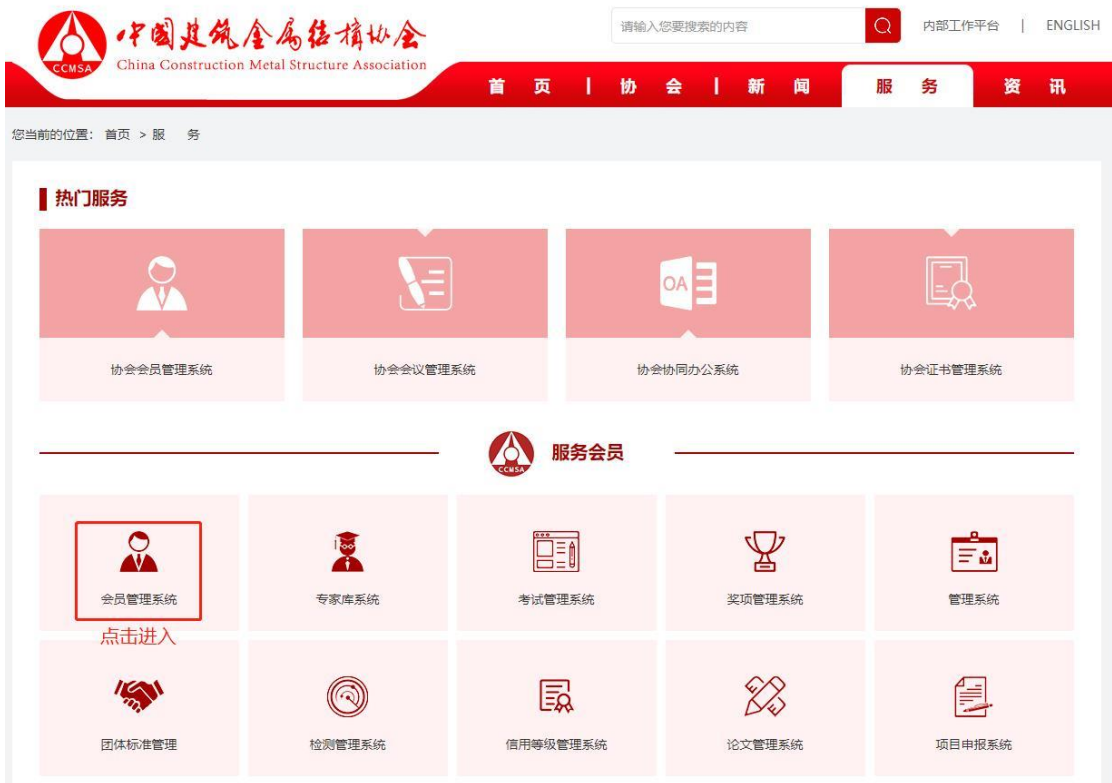 中国建筑金属结构协会
China Construction Metal Structure Association
CCMSA
请输入您要搜索的内容
内部工作平台 | ENGLISH
首 页 | 协 会 | 新 闻 服 务 资 讯
您当前的位置： 首页 > 服 务
热门服务
OA
协会会员管理系统 协会会议管理系统 协会协同办公系统 协会证书管理系统
CCMSA
服务会员
会员管理系统 专家库系统 考试管理系统 奖项管理系统 管理系统
点击进入
团体标准管理 检测管理系统 信用等级管理系统 论文管理系统 项目申报系统